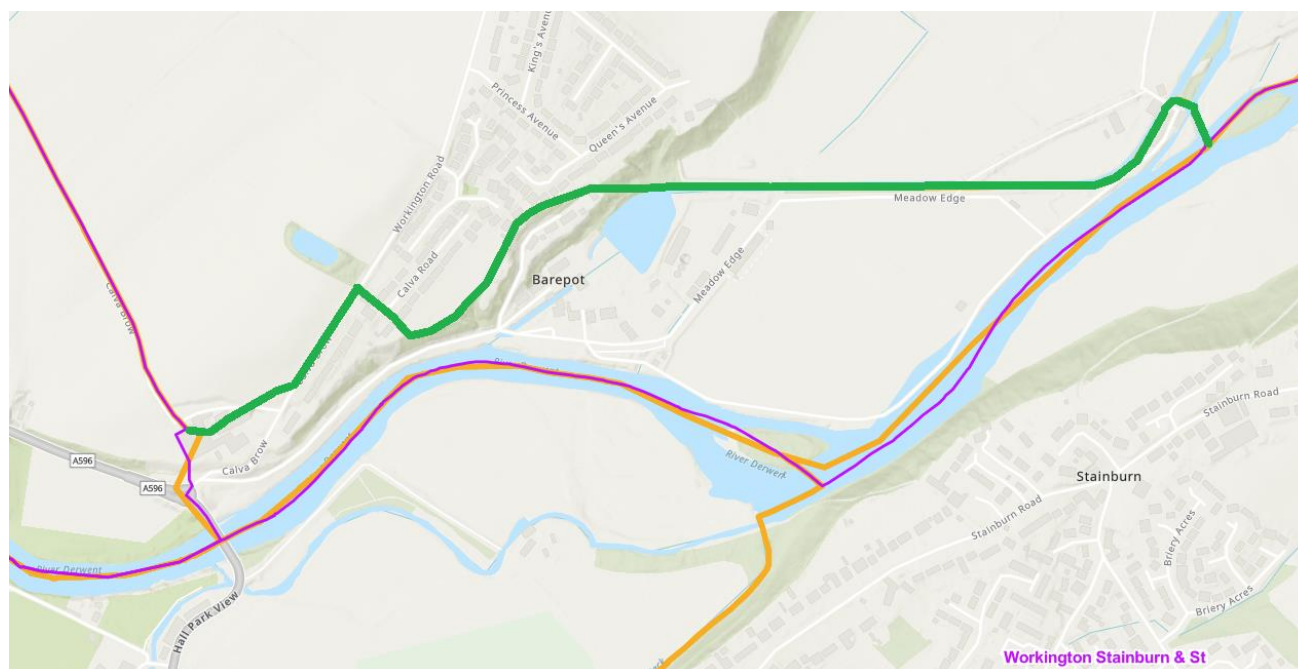 King's Avenue
Princess Avenue
Queen's Avenue
Workington Road
Calva Road
Meadow Edge
Barepot
Meadow Edge
Calva Brow
River Derwent
Stainburn Road
Calva Brow
A596
A596
River Derwent
Stainburn
Stainburn Road
Briery Acres
River Derwent
Hall Park View
Briery Acres
Workington Stainburn & St